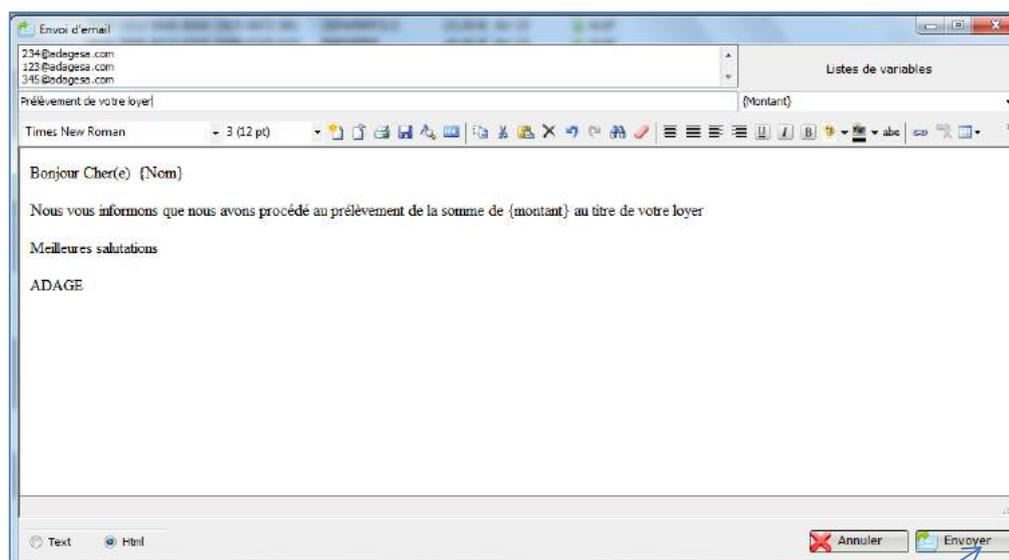 Envoi d'email
234@adagesa.com
123@adagesa.com
345@adagesa.com
Listes de variables
Prélèvement de votre loyer
{Montant}
Times New Roman
3 (12 pt)
abc
Bonjour Cher(e) {Nom}
Nous vous informons que nous avons procédé au prélèvement de la somme de {montant} au titre de votre loyer
Meilleures salutations
ADAGE
Text
Html
Annuler
Envoyer